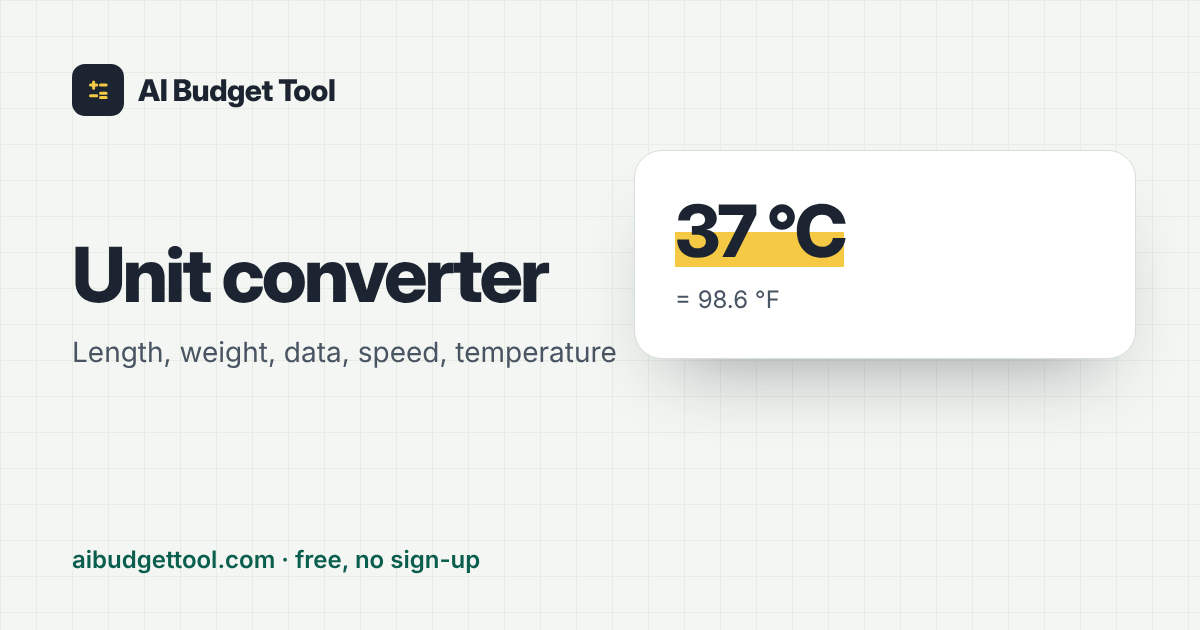 AI Budget Tool
Unit converter
Length, weight, data, speed, temperature
37 °C
= 98.6 °F
aibudgettool.com · free, no sign-up